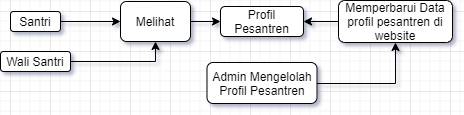 Santri
Melihat
Profil
Pesantren
Memperbarui Data
profil pesantren di
website
Wali Santri
Admin Mengelolah
Profil Pesantren